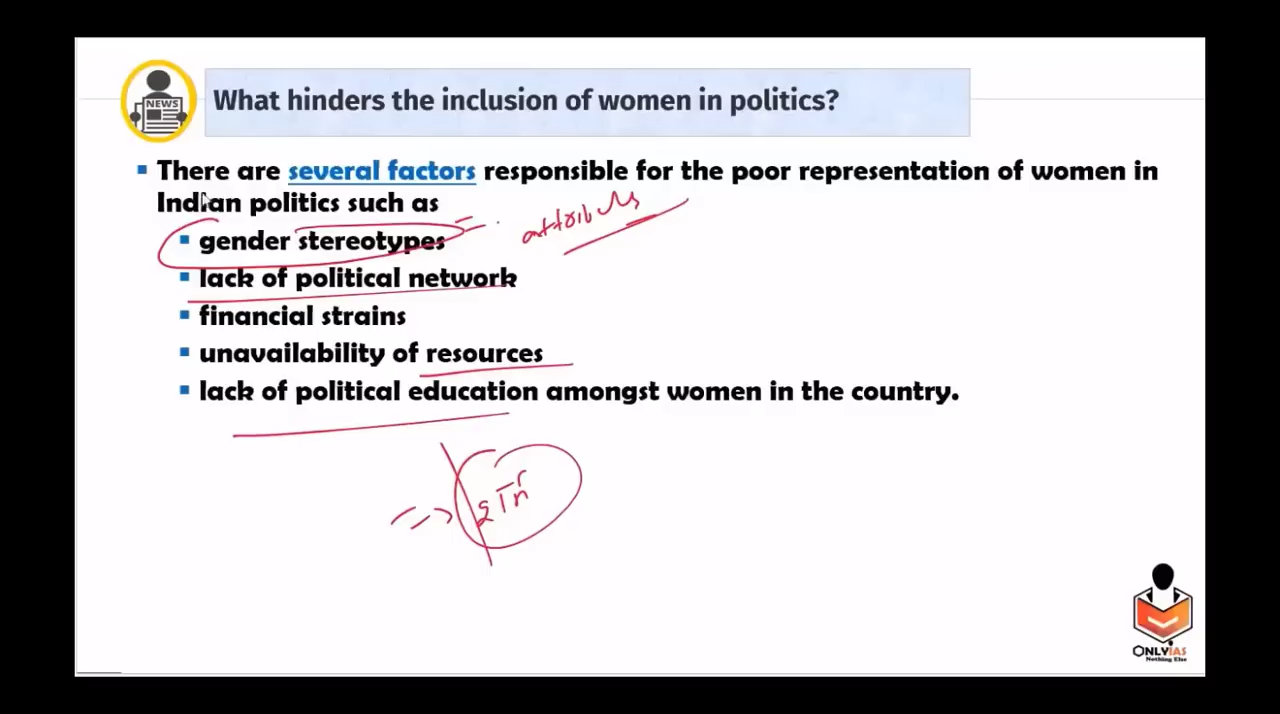 NEWS
What hinders the inclusion of women in politics?
There are several factors responsible for the poor representation of women in
Indian politics such as
gender stereotypes
attributes
lack of political network
financial strains
unavailability of resources
lack of political education amongst women in the country.
ONLYIAS
Nothing Else